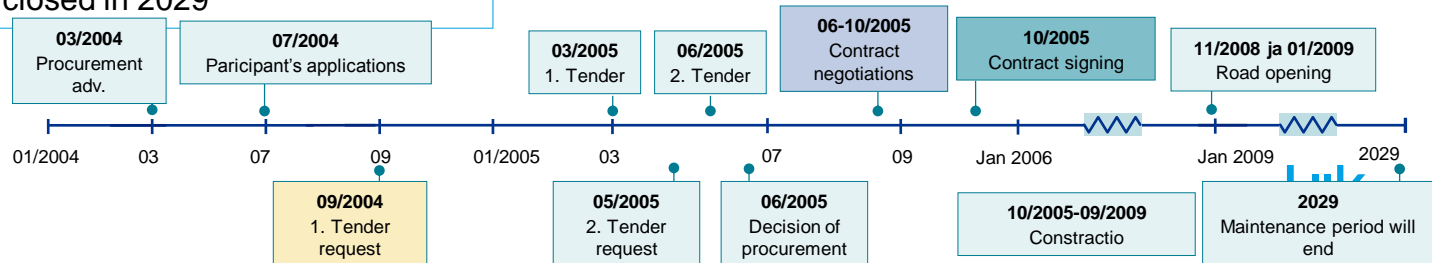 closed in 2029
03/2004
Procurement
adv.
07/2004
Paricipant's applications
03/2005
1. Tender
06/2005
2. Tender
06-10/2005
Contract
negotiations
10/2005
Contract signing
11/2008 ja 01/2009
Road opening
01/2004
03
07
09
01/2005
03
07
09
Jan 2006
Jan 2009
2029
09/2004
1. Tender
request
05/2005
2. Tender
request
06/2005
Decision of
procurement
10/2005-09/2009
Constractio
2029
Maintenance period will
end